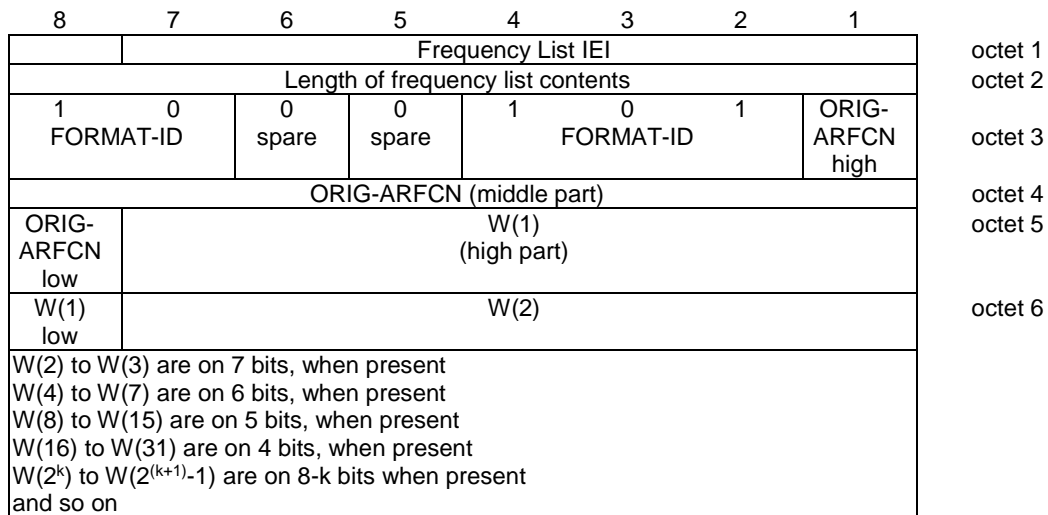 8 7 6 5 4 3 2 1
Frequency List IEI octet 1
Length of frequency list contents octet 2
1 0 0 0 1 0 1 ORIG-
FORMAT-ID spare spare FORMAT-ID ARFCN octet 3
high
ORIG-ARFCN (middle part) octet 4
ORIG- W(1) octet 5
ARFCN (high part)
low
W(1) W(2) octet 6
low
W(2) to W(3) are on 7 bits, when present
W(4) to W(7) are on 6 bits, when present
W(8) to W(15) are on 5 bits, when present
W(16) to W(31) are on 4 bits, when present
W(2^k) to W(2^(k+1)-1) are on 8-k bits when present
and so on